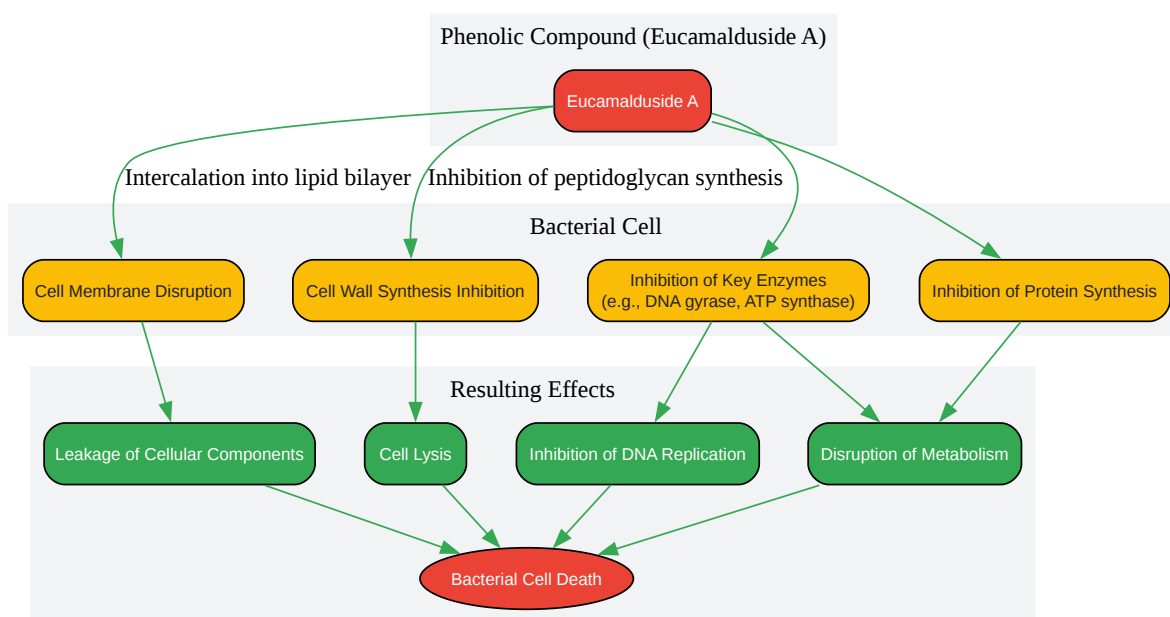 Phenolic Compound (Eucamalduside A)
Eucamalduside A
Intercalation into lipid bilayer
Inhibition of peptidoglycan synthesis
Bacterial Cell
Cell Membrane Disruption
Cell Wall Synthesis Inhibition
Inhibition of Key Enzymes
(e.g., DNA gyrase, ATP synthase)
Inhibition of Protein Synthesis
Resulting Effects
Leakage of Cellular Components
Cell Lysis
Inhibition of DNA Replication
Disruption of Metabolism
Bacterial Cell Death